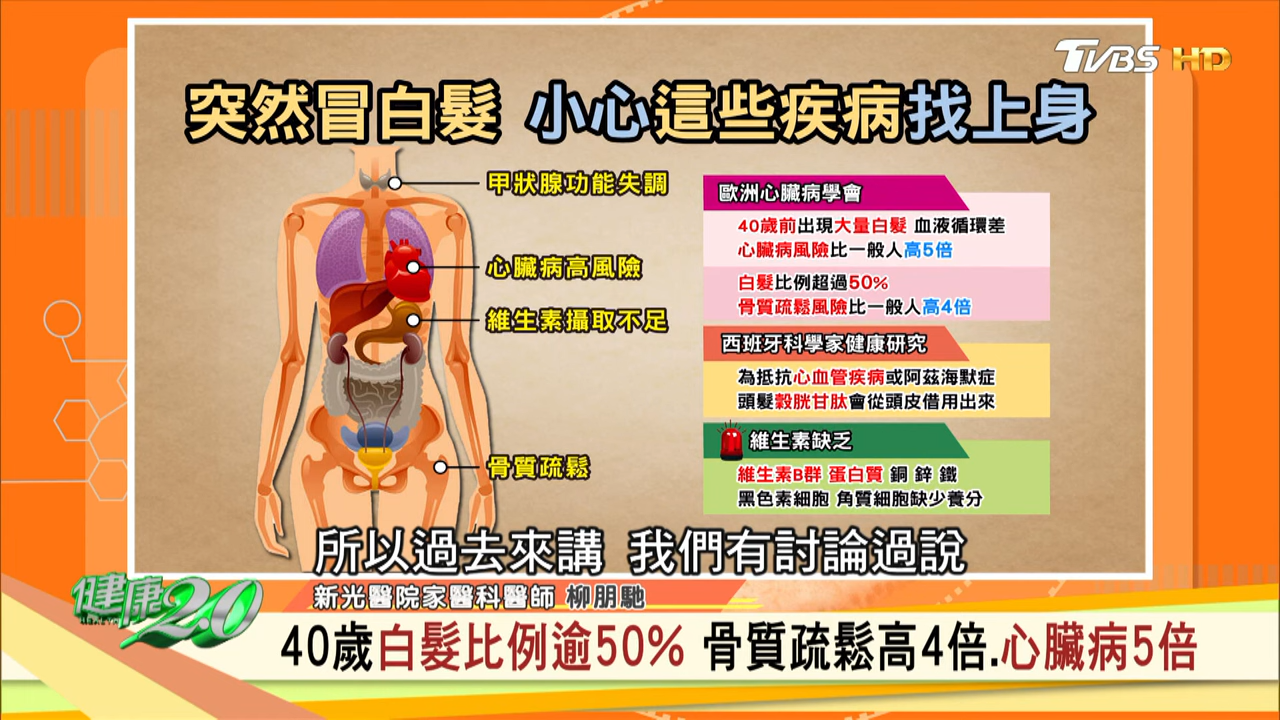 TVBS HD
突然冒白髮 小心這些疾病找上身
甲狀腺功能失調
心臟病高風險
維生素攝取不足
骨質疏鬆
歐洲心臟病學會
40歲前出現大量白髮 血液循環差
心臟病風險比一般人高5倍
白髮比例超過50%
骨質疏鬆風險比一般人高4倍
西班牙科學家健康研究
為抵抗心血管疾病或阿茲海默症
頭髮穀胱甘肽會從頭皮借用出來
維生素缺乏
維生素B群 蛋白質 銅 鋅 鐵
黑色素細胞 角質細胞缺少養分
所以過去來講 我們有討論過說
健康2.0
新光醫院家醫科醫師 柳朋馳
40歲白髮比例逾50% 骨質疏鬆高4倍.心臟病5倍